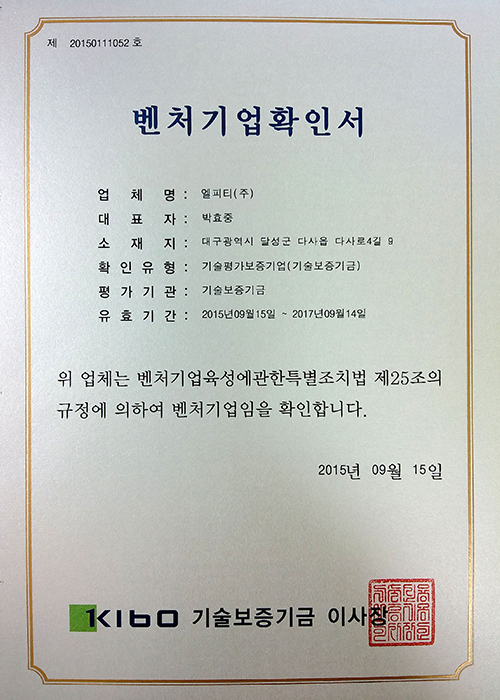 제 20150111052 호
벤처기업확인서
업 체 명 : 엘피티(주)
대 표 자 : 박효중
소 재 지 : 대구광역시 달성군 다사읍 다사로4길 9
확인유형 : 기술평가보증기업(기술보증기금)
평가기관 : 기술보증기금
유효기간 : 2015년09월15일 ~ 2017년09월14일
위 업체는 벤처기업육성에관한특별조치법 제25조의
규정에 의하여 벤처기업임을 확인합니다.
2015년 09월 15일
KIBO 기술보증기금 이사장